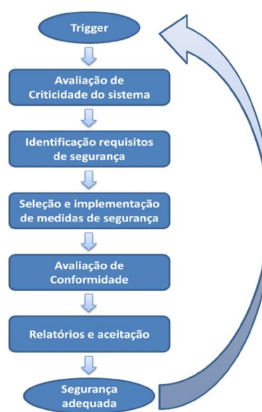 Trigger
Avaliação de
Criticidade do sistema
Identificação requisitos
de segurança
Seleção e implementação
de medidas de segurança
Avaliação de
Conformidade
Relatórios e aceitação
Segurança
adequada